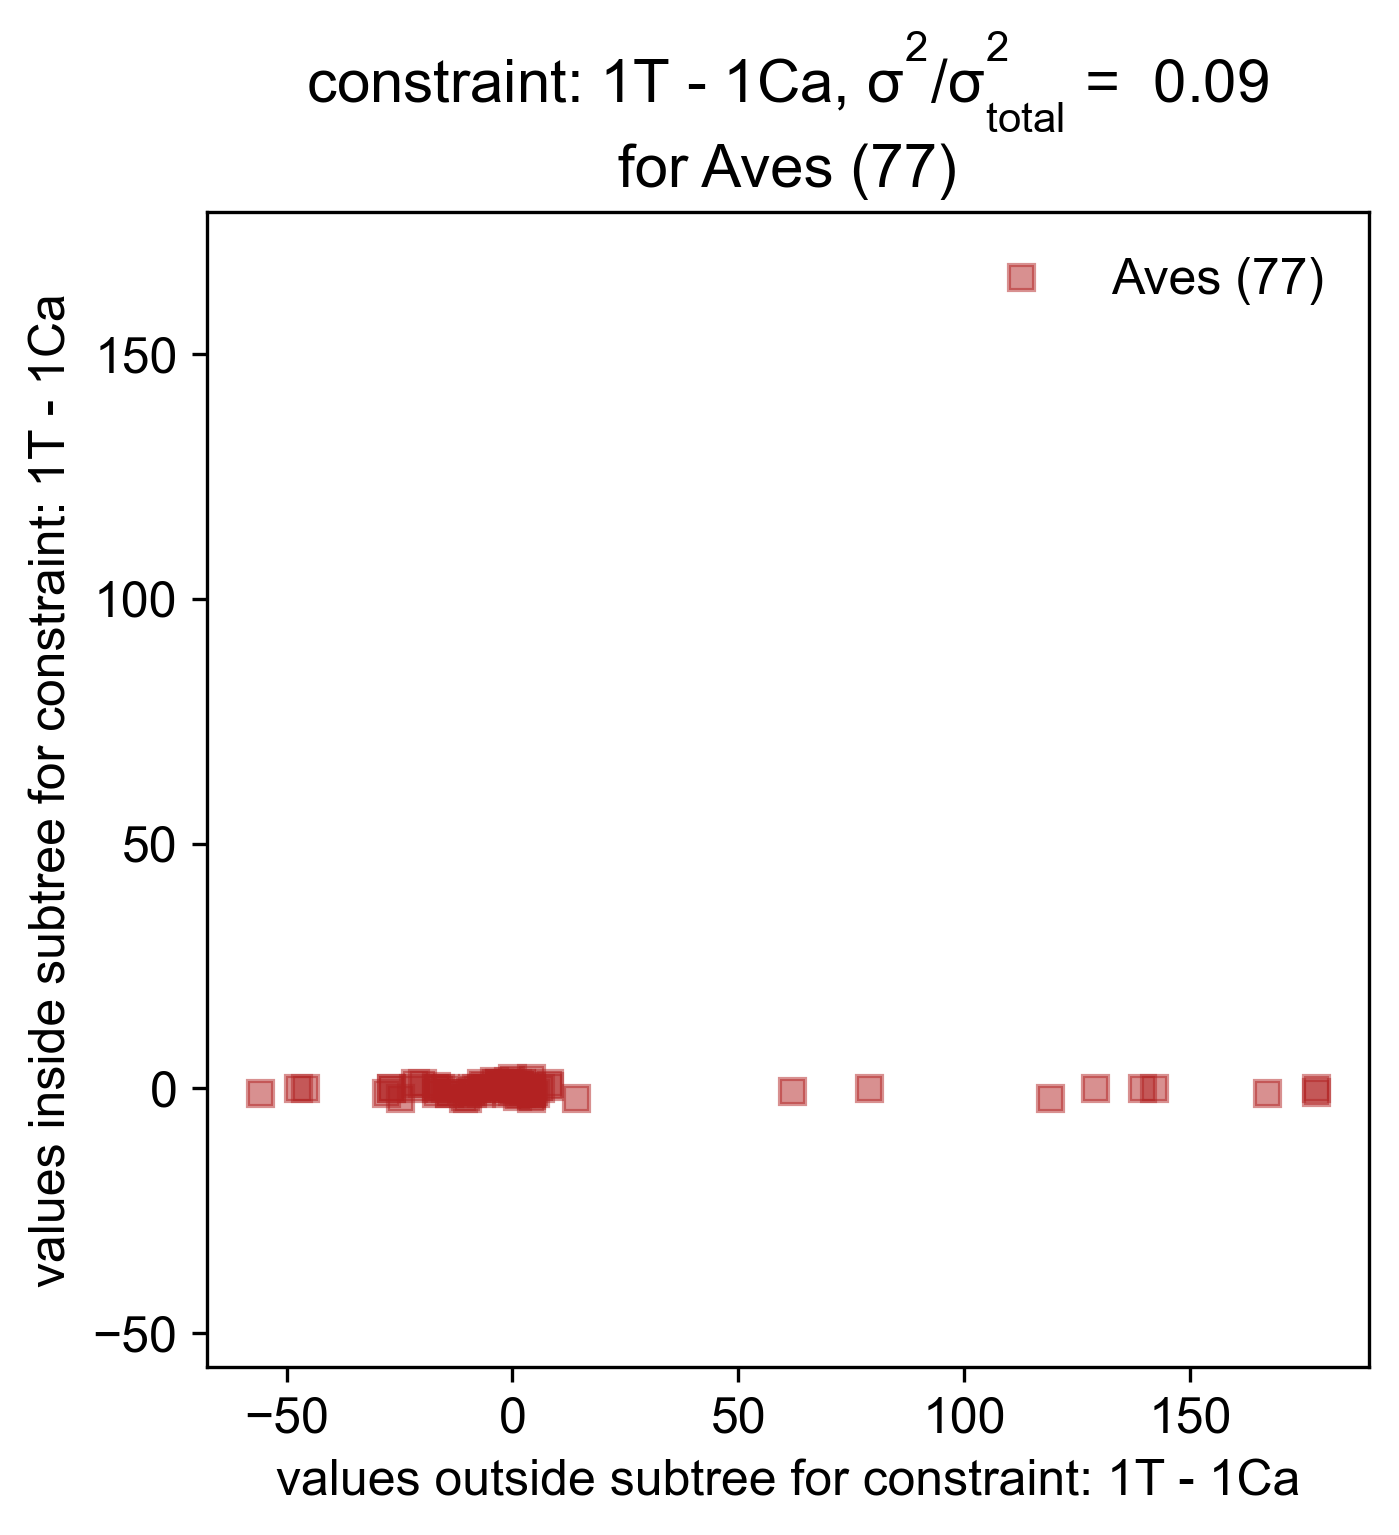 constraint: 1T - 1Ca, σ²/σ²total = 0.09
for Aves (77)
Aves (77)
values inside subtree for constraint: 1T - 1Ca
150
100
50
0
−50
−50 0 50 100 150
values outside subtree for constraint: 1T - 1Ca